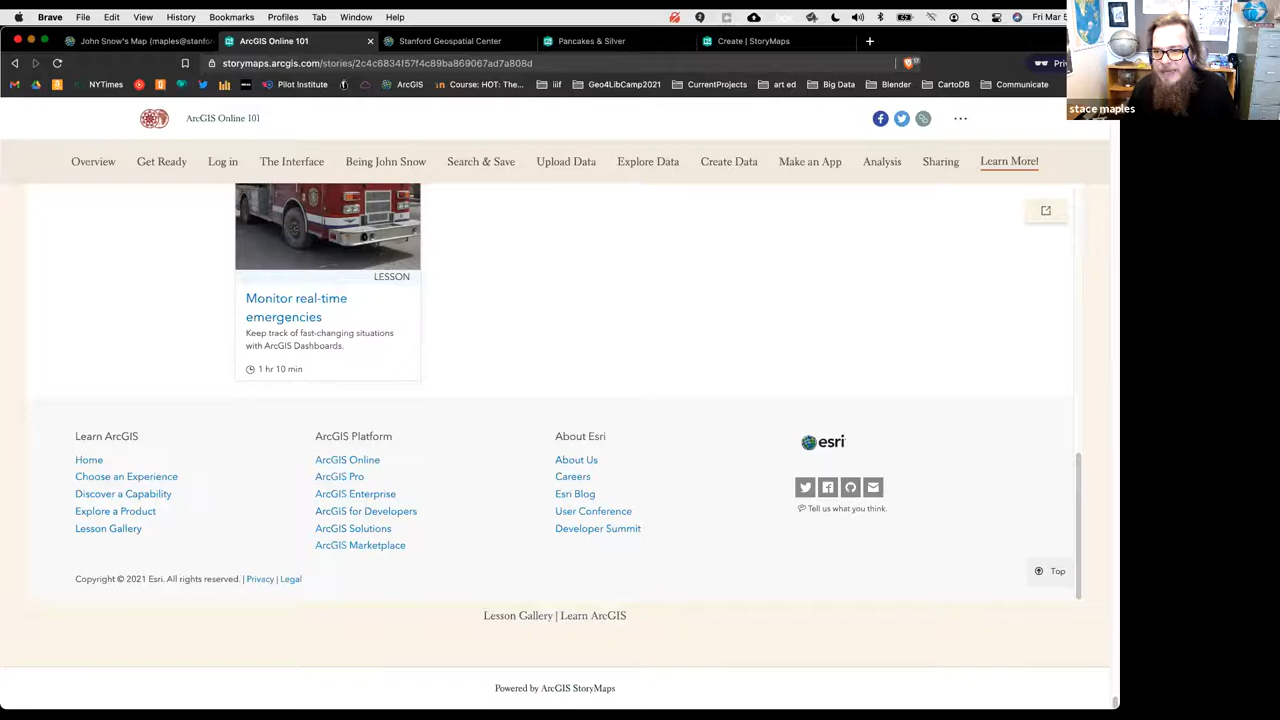 Brave File Edit View History Bookmarks Profiles Tab Window Help Fri Mar 5
John Snow's Map (maples@stanfor ArcGIS Online 101 Stanford Geospatial Center Pancakes & Silver Create | StoryMaps
storymaps.arcgis.com/stories/2c4c6834f57f4c89ba869067ad7a808d 17 Pri
NYTimes Pilot Institute ArcGIS Course: HOT: The... iiif Geo4LibCamp2021 CurrentProjects art ed Big Data Blender CartoDB Communicate
stace maples
ArcGIS Online 101
Overview Get Ready Log in The Interface Being John Snow Search & Save Upload Data Explore Data Create Data Make an App Analysis Sharing Learn More!
LESSON
Monitor real-time
emergencies
Keep track of fast-changing situations
with ArcGIS Dashboards.
1 hr 10 min
Learn ArcGIS
Home
Choose an Experience
Discover a Capability
Explore a Product
Lesson Gallery
ArcGIS Platform
ArcGIS Online
ArcGIS Pro
ArcGIS Enterprise
ArcGIS for Developers
ArcGIS Solutions
ArcGIS Marketplace
About Esri
About Us
Careers
Esri Blog
User Conference
Developer Summit
esri
Tell us what you think.
Copyright © 2021 Esri. All rights reserved. | Privacy | Legal
Top
Lesson Gallery | Learn ArcGIS
Powered by ArcGIS StoryMaps